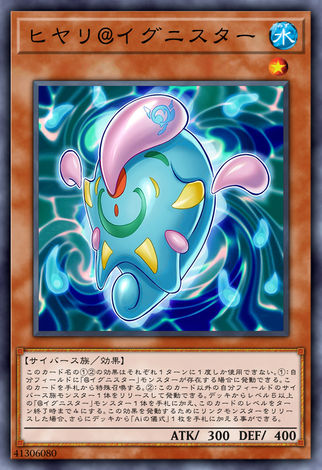 ヒヤリ@イグニスター
水
【サイバース族／効果】
このカード名の①②の効果はそれぞれ１ターンに１度しか使用できない。①：自
分フィールドに「@イグニスター」モンスターが存在する場合に発動できる。こ
のカードを手札から特殊召喚する。②：このカード以外の自分フィールドのサイ
バース族モンスター１体をリリースして発動できる。デッキからレベル５以上
の「@イグニスター」モンスター１体を手札に加え、このカードのレベルをター
ン終了時まで４にする。この効果を発動するためにリンクモンスターをリリー
スした場合、さらにデッキから「Ａｉの儀式」１枚を手札に加える事ができる。
ATK/ 300 DEF/ 400
41306080